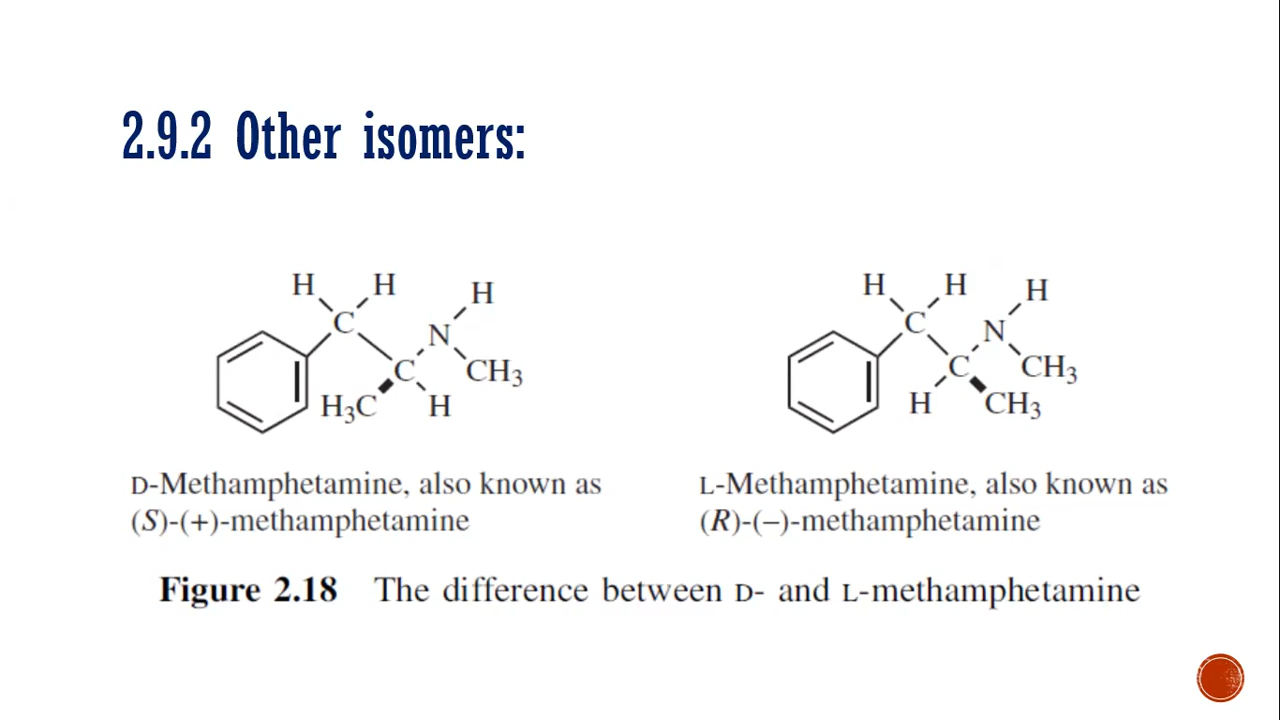 2.9.2 Other isomers:
H H H
C N
C CH3
H3C H
H H H
C N
C CH3
H CH3
D-Methamphetamine, also known as
(S)-(+)-methamphetamine
L-Methamphetamine, also known as
(R)-(–)-methamphetamine
Figure 2.18 The difference between D- and L-methamphetamine